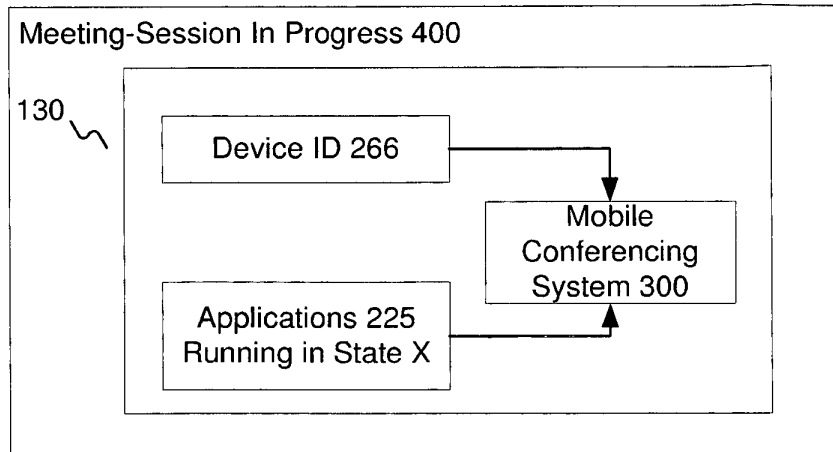 Meeting-Session In Progress 400
130
Device ID 266
Mobile
Conferencing
System 300
Applications 225
Running in State X